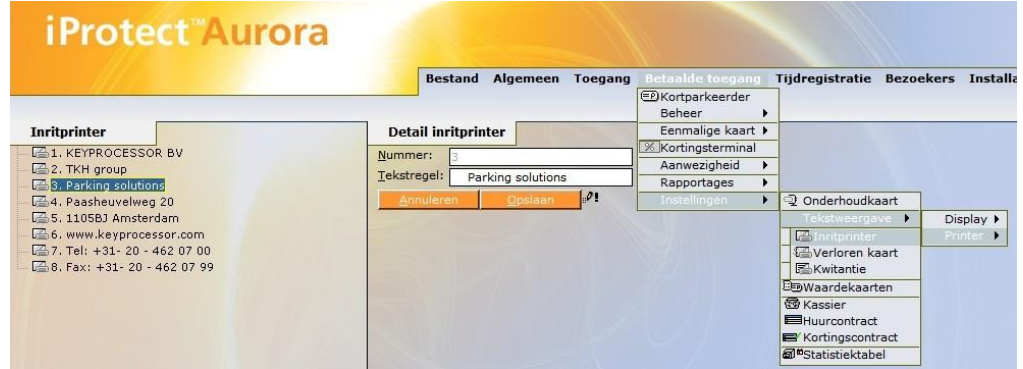 iProtect™Aurora
Bestand Algemeen Toegang Betaalde toegang Tijdregistratie Bezoekers Installa
Kortparkeerder
Beheer
Eenmalige kaart
Kortingsterminal
Aanwezigheid
Rapportages
Instellingen
Inritprinter
1. KEYPROCESSOR BV
2. TKH group
3. Parking solutions
4. Paasheuvelweg 20
5. 1105BJ Amsterdam
6. www.keyprocessor.com
7. Tel: +31- 20 - 462 07 00
8. Fax: +31- 20 - 462 07 99
Detail inritprinter
Nummer: 3
Tekstregel: Parking solutions
Annuleren Opslaan
Onderhoudkaart
Tekstweergave
Inritprinter
Verloren kaart
Kwitantie
Waardekaarten
Kassier
Huurcontract
Kortingscontract
Statistiektabel
Display
Printer